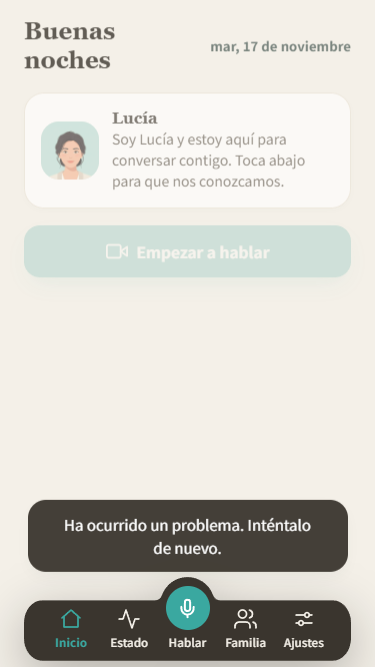 Buenas
noches
mar, 17 de noviembre
Lucía
Soy Lucía y estoy aquí para
conversar contigo. Toca abajo
para que nos conozcamos.
Empezar a hablar
Ha ocurrido un problema. Inténtalo
de nuevo.
Inicio
Estado
Hablar
Familia
Ajustes